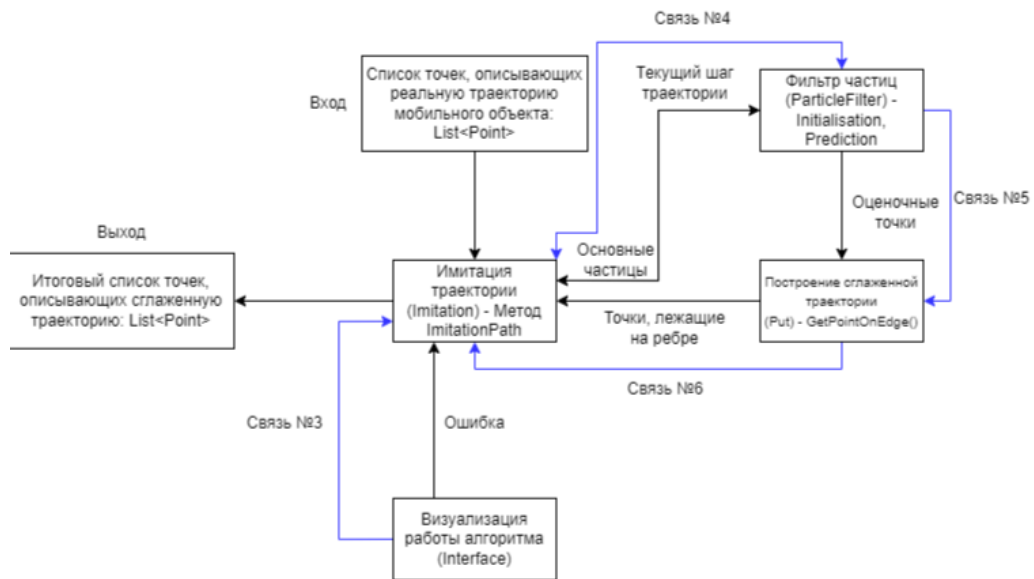 Связь №4
Список точек, описывающих
реальную траекторию
мобильного объекта:
List<Point>
Вход
Текущий шаг
траектории
Фильтр частиц
(ParticleFilter) -
Initialisation,
Prediction
Связь №5
Оценочные
точки
Выход
Итоговый список точек,
описывающих сглаженную
траекторию: List<Point>
Имитация
траектории
(Imitation) - Метод
ImitationPath
Основные
частицы
Построение сглаженной
траектории
(Put) - GetPointOnEdge()
Точки, лежащие
на ребре
Связь №6
Связь №3
Ошибка
Визуализация
работы алгоритма
(Interface)